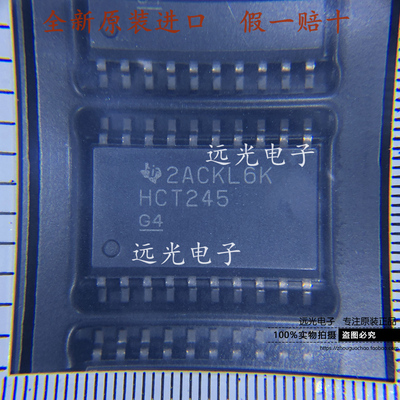 全新原装进口 假一赔十
远光电子
2ACKL6K
HCT245
G4
远光电子
远光电子 专注原装正品
100%实物拍摄 盗图必究